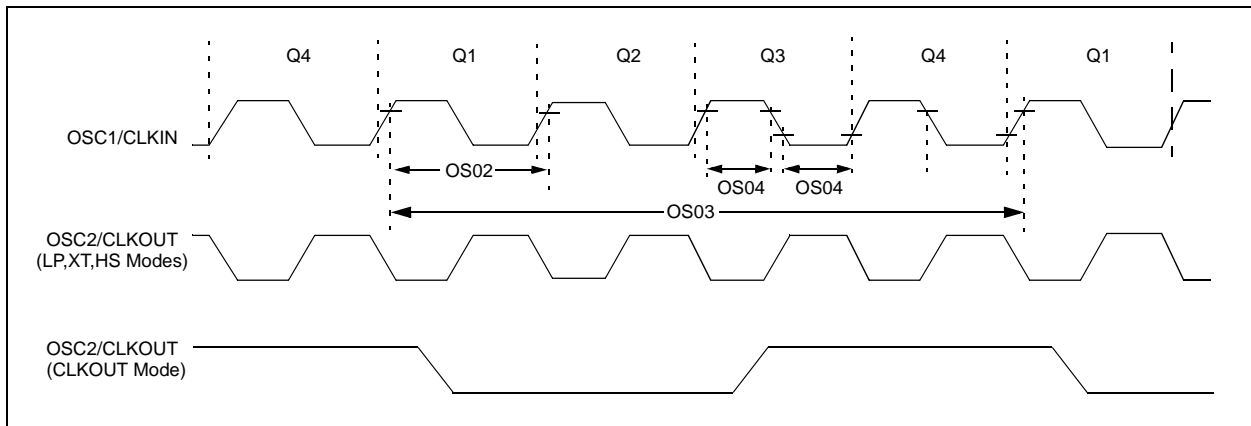 Q4 Q1 Q2 Q3 Q4 Q1
OSC1/CLKIN
OS02
OS04 OS04
OS03
OSC2/CLKOUT
(LP,XT,HS Modes)
OSC2/CLKOUT
(CLKOUT Mode)